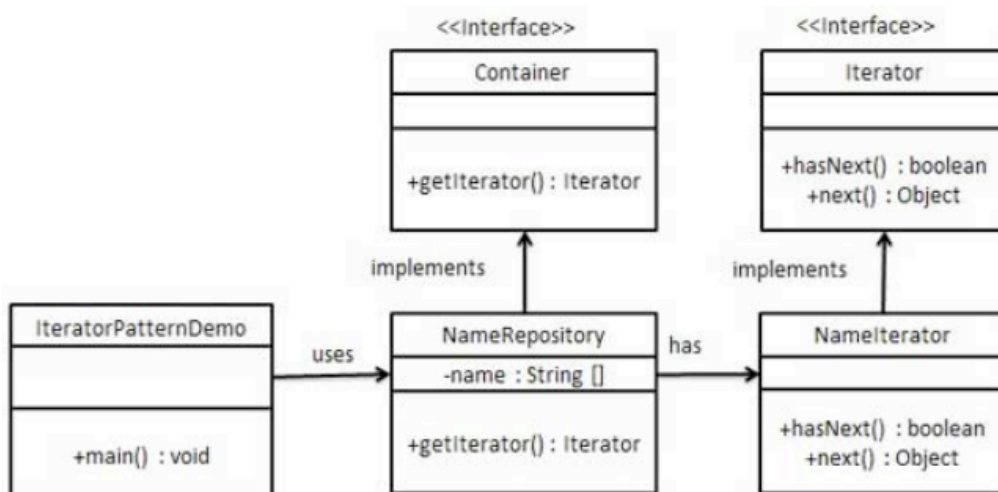 <<Interface>>
Container
+getIterator() : Iterator
<<Interface>>
Iterator
+hasNext() : boolean
+next() : Object
implements
implements
IteratorPatternDemo
+main() : void
uses
NameRepository
-name : String []
+getIterator() : Iterator
has
NameIterator
+hasNext() : boolean
+next() : Object